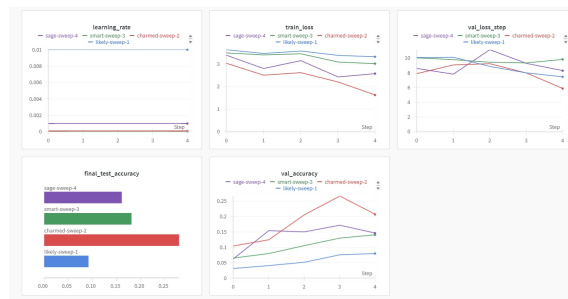 learning_rate
sage-sweep-4 smart-sweep-3 charmed-sweep-2
likely-sweep-1
0.01
0.008
0.006
0.004
0.002
0
Step
0 1 2 3 4
train_loss
sage-sweep-4 smart-sweep-3 charmed-sweep-2
likely-sweep-1
3
2
1
0
Step
0 1 2 3 4
val_loss_step
sage-sweep-4 smart-sweep-3 charmed-sweep-2
likely-sweep-1
10
8
6
4
2
0
Step
0 1 2 3 4
final_test_accuracy
sage-sweep-4
smart-sweep-3
charmed-sweep-2
likely-sweep-1
0.00 0.05 0.10 0.15 0.20 0.25
val_accuracy
sage-sweep-4 smart-sweep-3 charmed-sweep-2
likely-sweep-1
0.25
0.2
0.15
0.1
0.05
0
Step
0 1 2 3 4